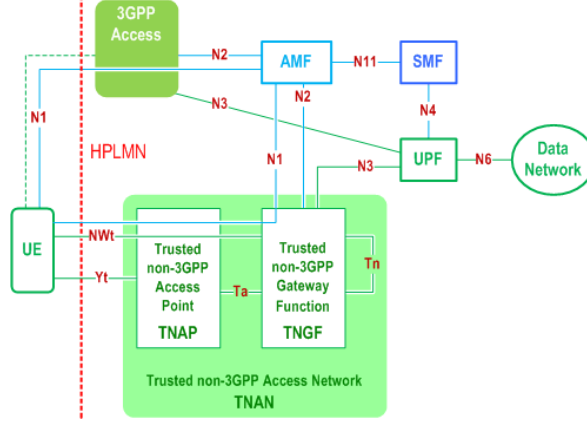 3GPP
Access
N2
AMF
N11
SMF
N1
N3
N2
N4
HPLMN
N1
N3
UPF
N6
Data
Network
UE
NWt
Yt
Trusted
non-3GPP
Access
Point
TNAP
Ta
Trusted
non-3GPP
Gateway
Function
TNGF
Tn
Trusted non-3GPP Access Network
TNAN